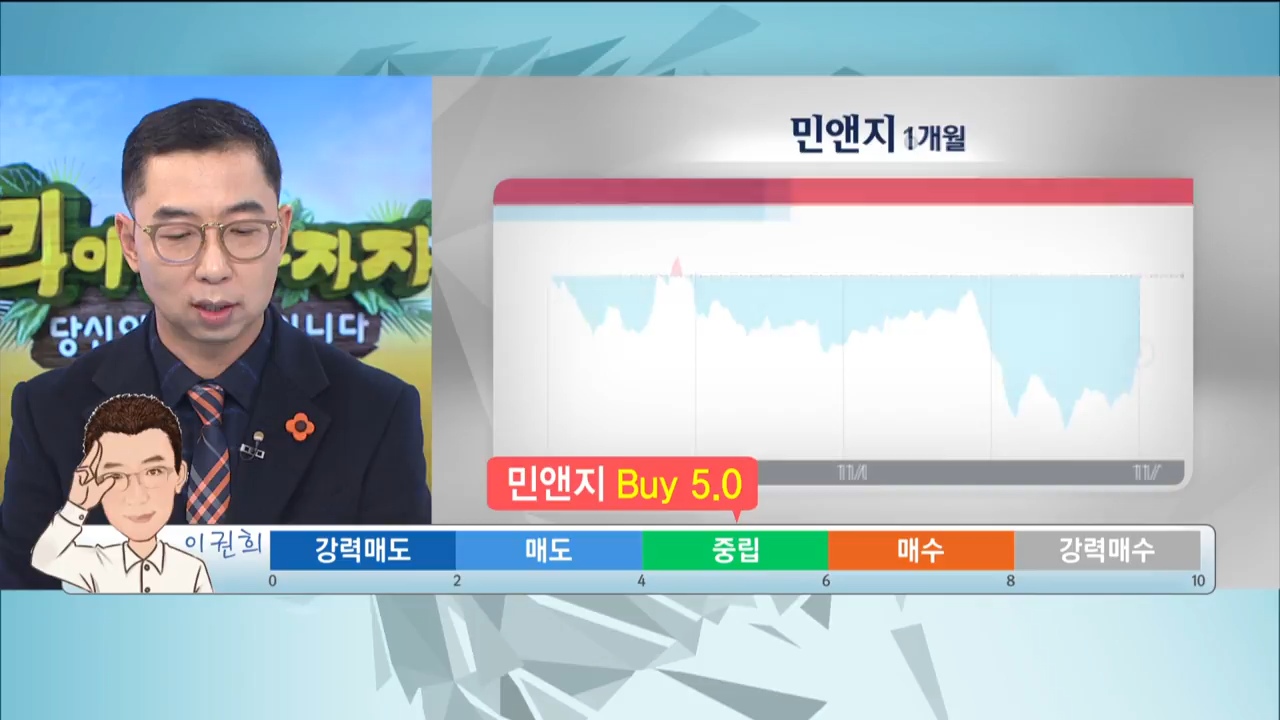 민앤지 1개월
당신의
입니다
민앤지 Buy 5.0
이권희
강력매도 매도 중립 매수 강력매수
0 2 4 6 8 10